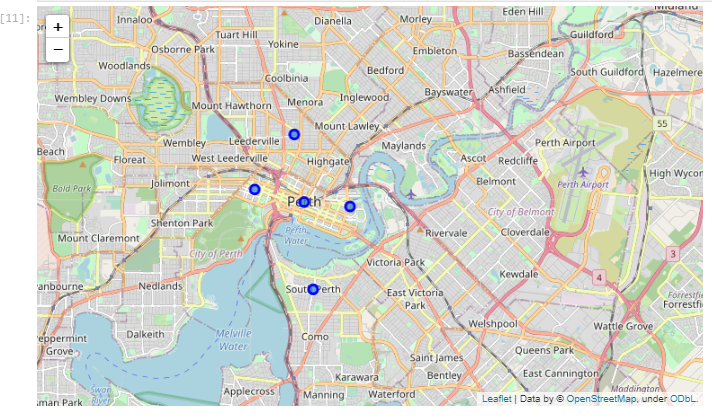 [11]:
+
−
Innaloo
Dianella
Morley
Eden Hill
Midland
Tuart Hill
Yokine
Guildford
Osborne Park
Embleton
Bassendean
Woodlands
Coolbinia
Bedford
South Guildford
Hazelmere
Wembley Downs
Mount Hawthorn
Menora
Inglewood
Bayswater
Ashfield
Mount Lawley
55
Wembley
Leederville
Maylands
Perth Airport
Beach
Floreat
West Leederville
Highgate
Ascot
Redcliffe
High Wycom
Bold Park
Jolimont
Belmont
Perth Airport
Perth
City of Belmont
Shenton Park
Mount Claremont
City of Perth
Perth
Water
Rivervale
Cloverdale
3
Victoria Park
Kewdale
4
anbourne
Nedlands
South Perth
East Victoria
Park
Forrestfie
Forrestfi
eppermint
Grove
Dalkeith
Melville
Water
Como
Welshpool
Wattle Grove
Saint James
Queens Park
Karawara
Bentley
East Cannington
Swan
River
Applecross
Manning
Waterford
Maddington
sman Park
Leaflet | Data by © OpenStreetMap, under ODbL.